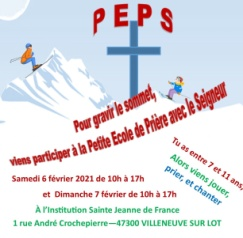 PEPS
Pour gravir le sommet,
viens participer à la Petite Ecole de Prière avec le Seigneur
Tu as entre 7 et 11 ans,
Alors viens jouer,
prier, et chanter
Samedi 6 février 2021 de 10h à 17h
et Dimanche 7 février de 10h à 17h
À l'Institution Sainte Jeanne de France
1 rue André Crochepierre—47300 VILLENEUVE SUR LOT